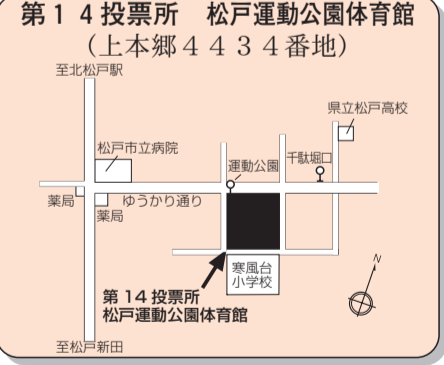 第14投票所　松戸運動公園体育館
（上本郷4434番地）
至北松戸駅
県立松戸高校
松戸市立病院
運動公園
千駄堀口
薬局
ゆうかり通り
薬局
寒風台
小学校
N
第14投票所
松戸運動公園体育館
至松戸新田